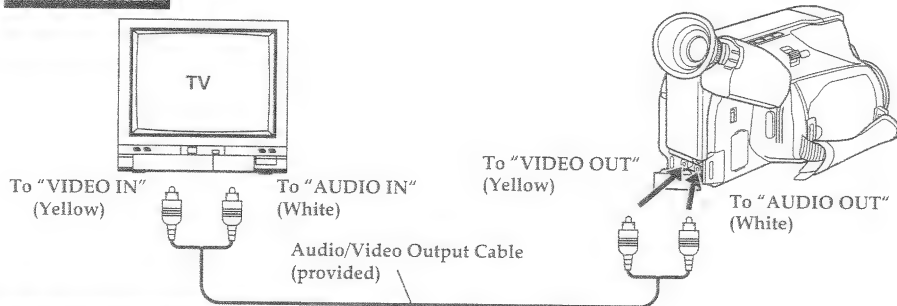 TV
To "VIDEO IN"
(Yellow)
To "AUDIO IN"
(White)
To "VIDEO OUT"
(Yellow)
To "AUDIO OUT"
(White)
Audio/Video Output Cable
(provided)